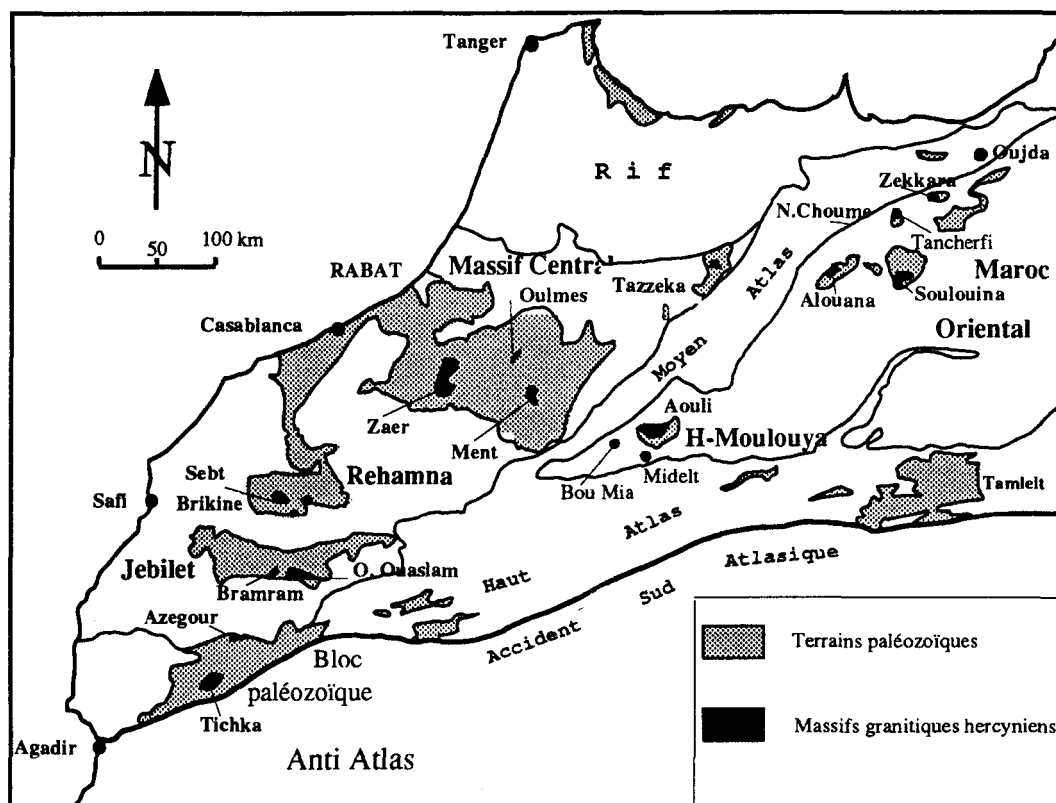 Tanger
N
0 50 100 km
R i f
Oujda
Zekkara
N.Choume
Tancherfi
RABAT
Massif Central
Oulmes
Tazzeka
Atlas
Maroc
Alouana
Soulouina
Casablanca
Oriental
Moyen
Zaer
Ment
Aouli
H-Moulouya
Sebt
Brikine
Rehamna
Bou Mia
Midelt
Safi
Tamlelt
Atlas
Jebilet
Bramram
O. Ouaslam
Haut
Sud
Atlasique
Azegour
Accident
Bloc
paléozoïque
Tichka
Agadir
Anti Atlas
Terrains paléozoïques
Massifs granitiques hercyniens